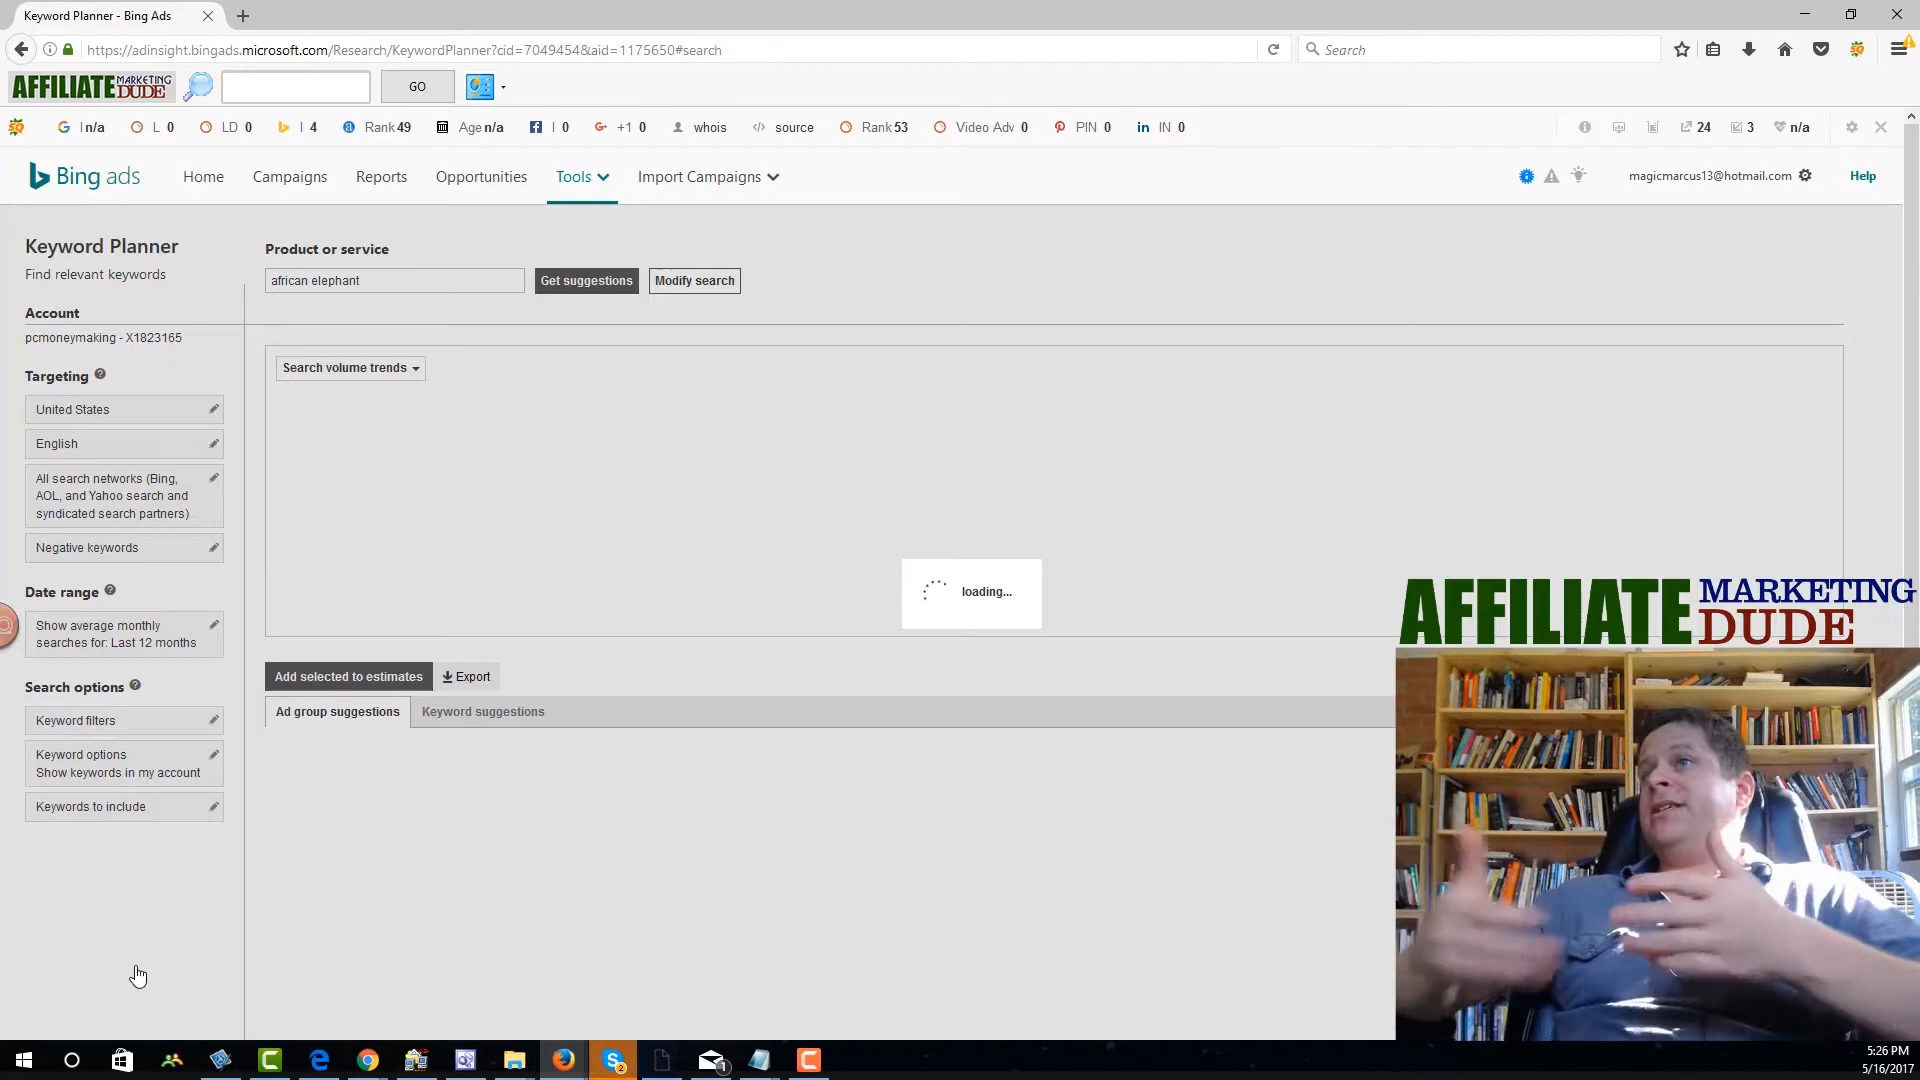 Keyword Planner - Bing Ads
https://adinsight.bingads.microsoft.com/Research/KeywordPlanner?cid=7049454&aid=1175650#search
Search
AFFILIATE MARKETING DUDE
GO
I n/a
L 0
LD 0
I 4
Rank 49
Age n/a
I 0
+1 0
whois
source
Rank 53
Video Adv 0
PIN 0
IN 0
24
3
n/a
Bing ads
Home
Campaigns
Reports
Opportunities
Tools
Import Campaigns
magicmarcus13@hotmail.com
Help
Keyword Planner
Find relevant keywords
Account
pcmoneymaking - X1823165
Targeting
United States
English
All search networks (Bing,
AOL, and Yahoo search and
syndicated search partners)
Negative keywords
Date range
Show average monthly
searches for: Last 12 months
Search options
Keyword filters
Keyword options
Show keywords in my account
Keywords to include
Product or service
african elephant
Get suggestions
Modify search
Search volume trends
loading...
Add selected to estimates
Export
Ad group suggestions
Keyword suggestions
AFFILIATE MARKETING
DUDE
5:26 PM
5/16/2017